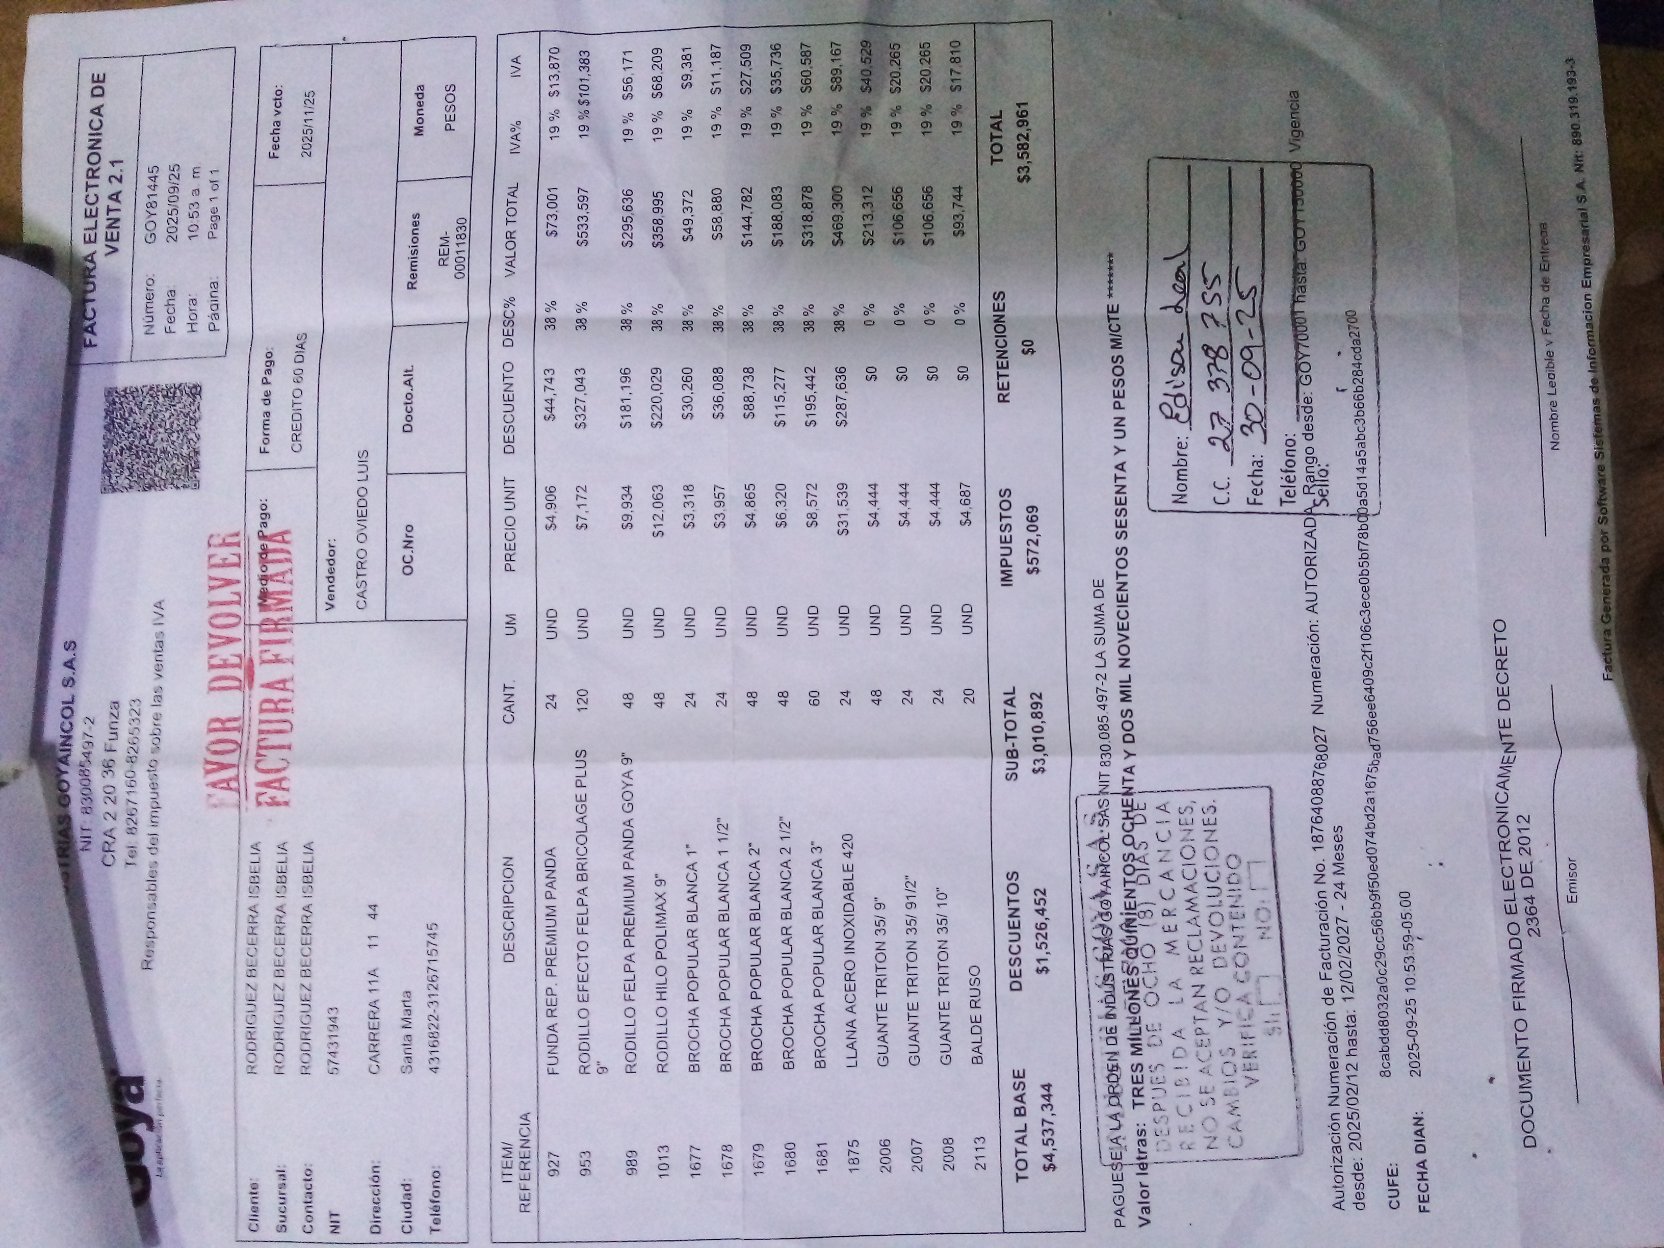 Goya
STRIAS GOYAINCOL S.A.S
NIT: 830085497-2
CRA 2 20 36 Funza
Tel: 8267160-8265323
Responsables del impuesto sobre las ventas IVA
FACTURA ELECTRONICA DE
VENTA 2.1
Número: GOY81445
Fecha 2025/09/25
Hora: 10:53 a. m
Página: Page 1 of 1
FAVOR DEVOLVER
FACTURA FIRMADA
Cliente: RODRIGUEZ BECERRA ISBELIA
Sucursal: RODRIGUEZ BECERRA ISBELIA
Contacto: RODRIGUEZ BECERRA ISBELIA
NIT 57431943
Dirección: CARRERA 11A 11 44
Ciudad: Santa Marta
Teléfono: 4316822-3126715745
Medio de Pago: Forma de Pago: Fecha vcto:
CREDITO 60 DIAS 2025/11/25
Vendedor:
CASTRO OVIEDO LUIS
OC.Nro Docto.Alt. Remisiones Moneda
REM-00011830 PESOS
ITEM/REFERENCIA DESCRIPCION CANT. UM PRECIO UNIT DESCUENTO DESC% VALOR TOTAL IVA% IVA
927 FUNDA REP. PREMIUM PANDA 24 UND $4,906 $44,743 38 % $73,001 19 % $13,870
953 RODILLO EFECTO FELPA BRICOLAGE PLUS 9" 120 UND $7,172 $327,043 38 % $533,597 19 % $101,383
989 RODILLO FELPA PREMIUM PANDA GOYA 9" 48 UND $9,934 $181,196 38 % $295,636 19 % $56,171
1013 RODILLO HILO POLIMAX 9" 48 UND $12,063 $220,029 38 % $358,995 19 % $68,209
1677 BROCHA POPULAR BLANCA 1" 24 UND $3,318 $30,260 38 % $49,372 19 % $9,381
1678 BROCHA POPULAR BLANCA 1 1/2" 24 UND $3,957 $36,088 38 % $58,880 19 % $11,187
1679 BROCHA POPULAR BLANCA 2" 48 UND $4,865 $88,738 38 % $144,782 19 % $27,509
1680 BROCHA POPULAR BLANCA 2 1/2" 48 UND $6,320 $115,277 38 % $188,083 19 % $35,736
1681 BROCHA POPULAR BLANCA 3" 60 UND $8,572 $195,442 38 % $318,878 19 % $60,587
1875 LLANA ACERO INOXIDABLE 420 24 UND $31,539 $287,636 38 % $469,300 19 % $89,167
2006 GUANTE TRITON 35/ 9" 48 UND $4,444 $0 0 % $213,312 19 % $40,529
2007 GUANTE TRITON 35/ 91/2" 24 UND $4,444 $0 0 % $106,656 19 % $20,265
2008 GUANTE TRITON 35/ 10" 24 UND $4,444 $0 0 % $106,656 19 % $20,265
2113 BALDE RUSO 20 UND $4,687 $0 0 % $93,744 19 % $17,810
TOTAL BASE DESCUENTOS SUB-TOTAL IMPUESTOS RETENCIONES TOTAL
$4,537,344 $1,526,452 $3,010,892 $572,069 $0 $3,582,961
PAGUESE A LA ORDEN DE INDUSTRIAS GOYAINCOL SAS NIT 830.085.497-2 LA SUMA DE
Valor letras: TRES MILLONES QUINIENTOS OCHENTA Y DOS MIL NOVECIENTOS SESENTA Y UN PESOS M/CTE *******
DESPUES DE OCHO (8) DIAS DE
RECIBIDA LA MERCANCIA
NO SE ACEPTAN RECLAMACIONES,
CAMBIOS Y/O DEVOLUCIONES.
VERIFICA CONTENIDO
SI NO:
Nombre: Edison Leal
C.C. 27 378 755
Fecha: 30-09-25
Teléfono:
Sello:
Autorización Numeración de Facturación No. 18764088768027 Numeración: AUTORIZADA Rango desde: GOY70001 hasta: GOY130000 Vigencia
desde: 2025/02/12 hasta: 12/02/2027 - 24 Meses
CUFE:
FECHA DIAN: 2025-09-25 10:53:59-05:00
DOCUMENTO FIRMADO ELECTRONICAMENTE DECRETO
2364 DE 2012
Emisor
Nombre Legible y Fecha de Entrega
Factura Generada por Software Sistemas de Informacion Empresarial S.A. Nit: 890.319.193-3